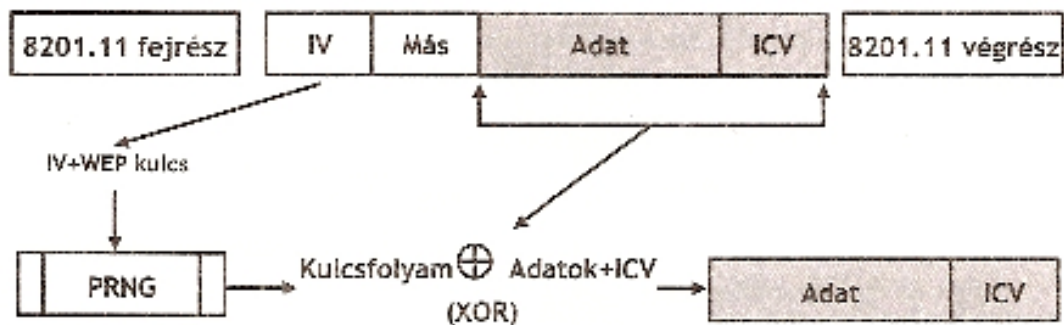 8201.11 fejrész IV Más Adat ICV 8201.11 végrész
IV+WEP kulcs
PRNG
Kulcsfolyam ⊕ Adatok+ICV
(XOR)
Adat ICV